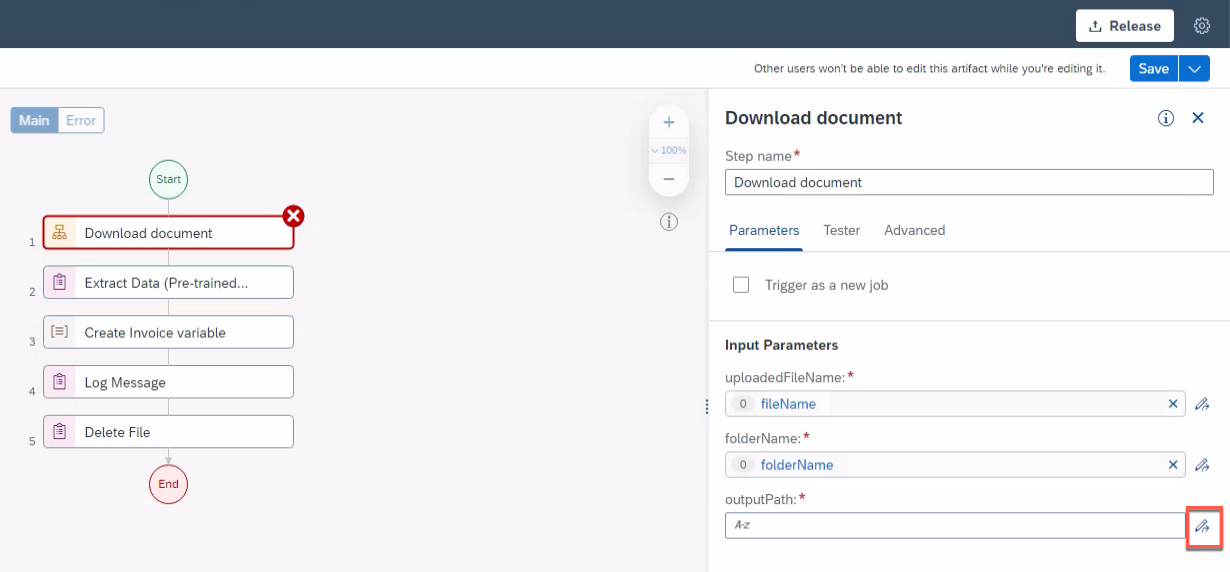 Release
Other users won't be able to edit this artifact while you're editing it.
Save
Main Error
100%
Start
1 Download document
2 Extract Data (Pre-trained...
3 Create Invoice variable
4 Log Message
5 Delete File
End
Download document
Step name*
Download document
Parameters Tester Advanced
Trigger as a new job
Input Parameters
uploadedFileName:*
0 fileName
folderName:*
0 folderName
outputPath:*
A-z